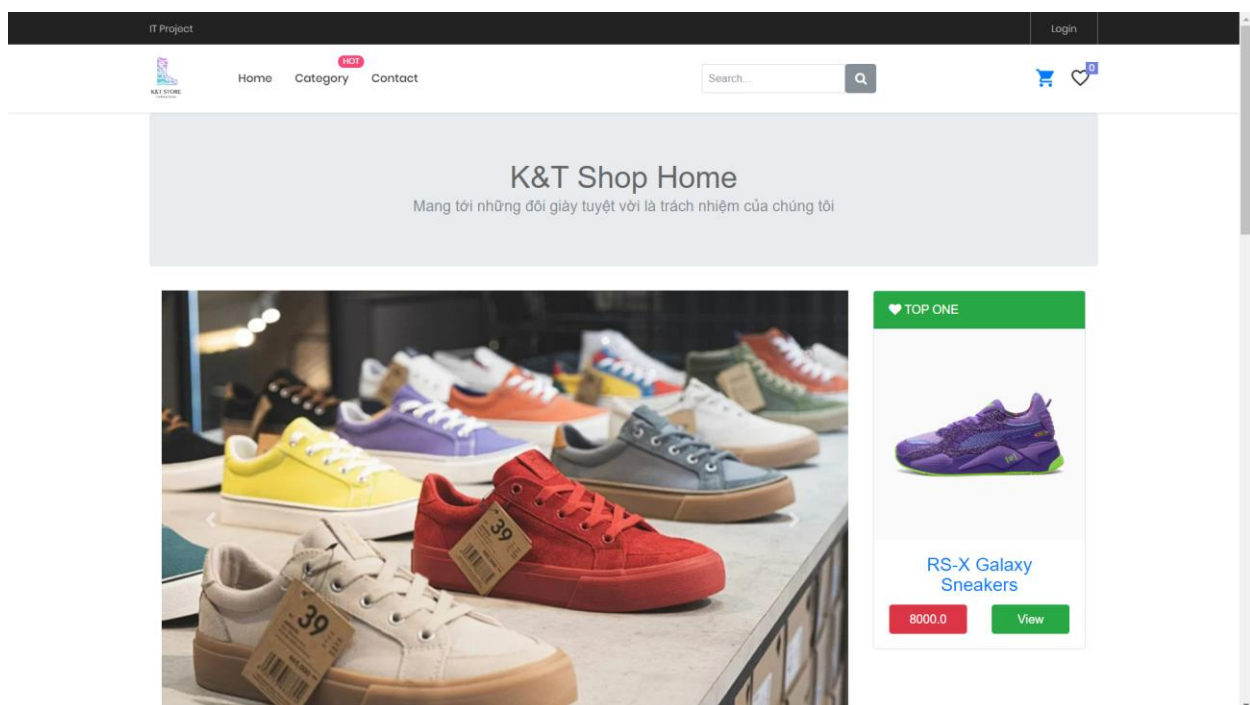 IT Project
Login
K&T STORE
Home
HOT
Category
Contact
Search...
0
K&T Shop Home
Mang tới những đôi giày tuyệt vời là trách nhiệm của chúng tôi
TOP ONE
39
39
RS-X Galaxy
Sneakers
8000.0
View